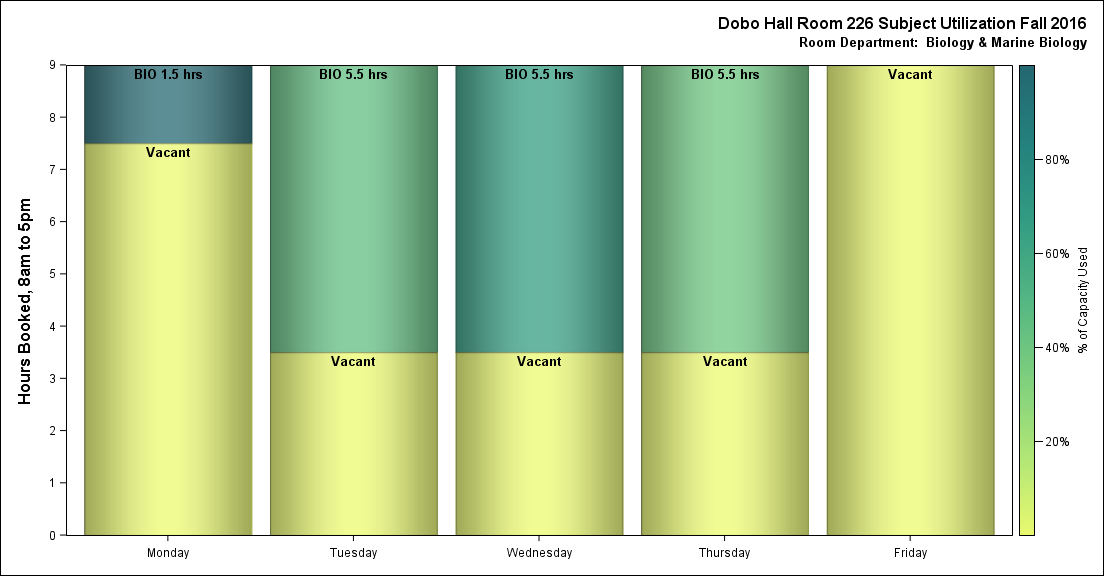 Dobo Hall Room 226 Subject Utilization Fall 2016
Room Department:  Biology & Marine Biology
Hours Booked, 8am to 5pm
9
8
7
6
5
4
3
2
1
0
BIO 1.5 hrs
Vacant
BIO 5.5 hrs
Vacant
BIO 5.5 hrs
Vacant
BIO 5.5 hrs
Vacant
Vacant
Monday
Tuesday
Wednesday
Thursday
Friday
80%
60%
40%
20%
% of Capacity Used